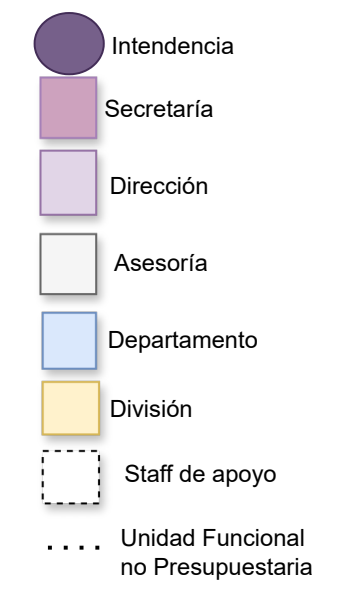 Intendencia
Secretaría
Dirección
Asesoría
Departamento
División
Staff de apoyo
Unidad Funcional
no Presupuestaria